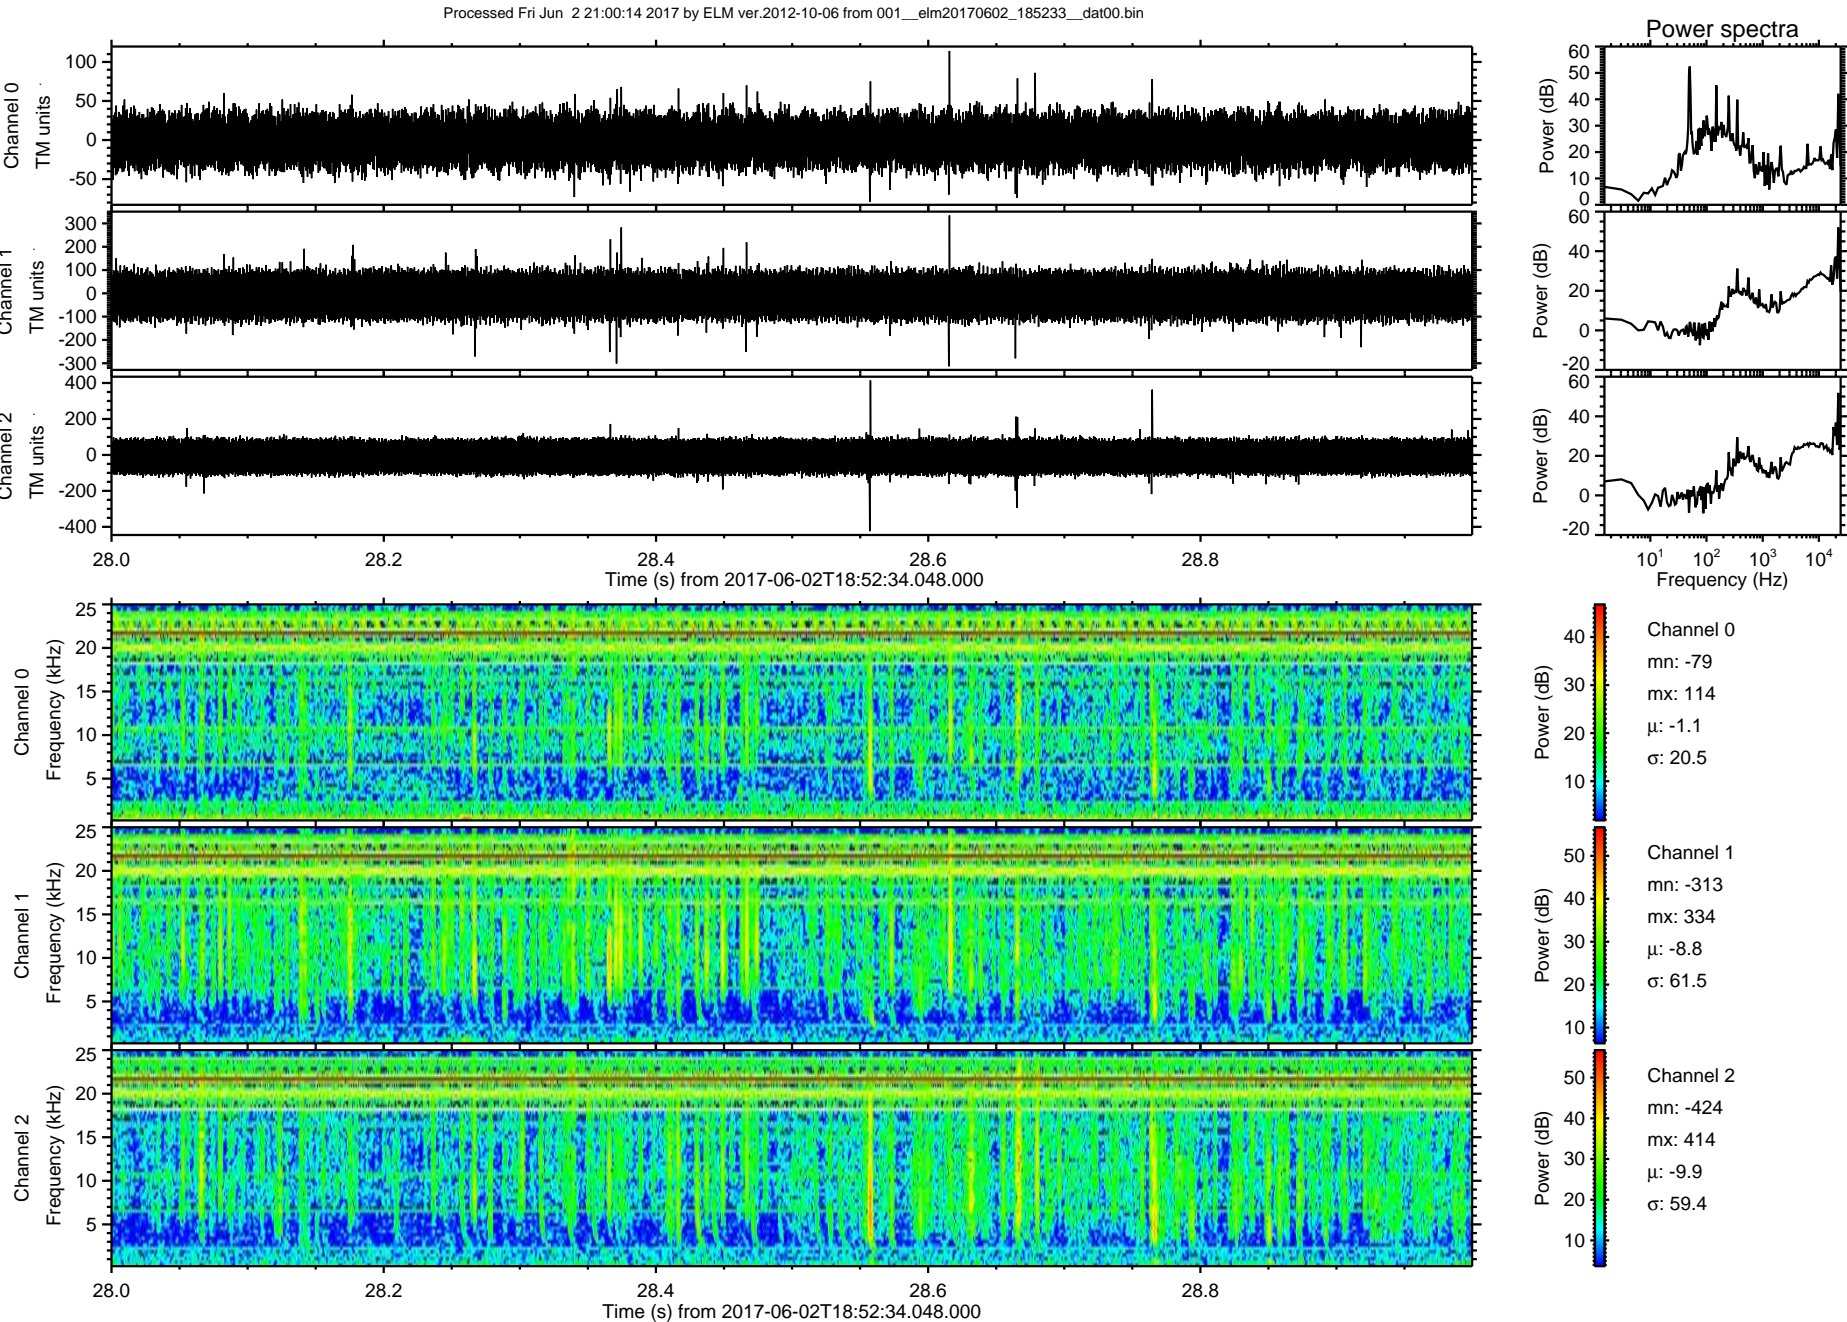 Processed Fri Jun 2 21:00:14 2017 by ELM ver.2012-10-06 from 001__elm20170602_185233__dat00.bin
Power spectra
Channel 0
TM units
100
50
0
-50
Power (dB)
60
50
40
30
20
10
0
Channel 1
TM units
300
200
100
0
-100
-200
-300
Power (dB)
60
40
20
0
-20
Channel 2
TM units
400
200
0
-200
-400
Power (dB)
60
40
20
0
-20
28.0 28.2 28.4 28.6 28.8
Time (s) from 2017-06-02T18:52:34.048.000
10^1 10^2 10^3 10^4
Frequency (Hz)
Channel 0
Frequency (kHz)
25
20
15
10
5
Power (dB)
40
30
20
10
Channel 0
mn: -79
mx: 114
μ: -1.1
σ: 20.5
Channel 1
Frequency (kHz)
25
20
15
10
5
Power (dB)
50
40
30
20
10
Channel 1
mn: -313
mx: 334
μ: -8.8
σ: 61.5
Channel 2
Frequency (kHz)
25
20
15
10
5
Power (dB)
50
40
30
20
10
Channel 2
mn: -424
mx: 414
μ: -9.9
σ: 59.4
28.0 28.2 28.4 28.6 28.8
Time (s) from 2017-06-02T18:52:34.048.000